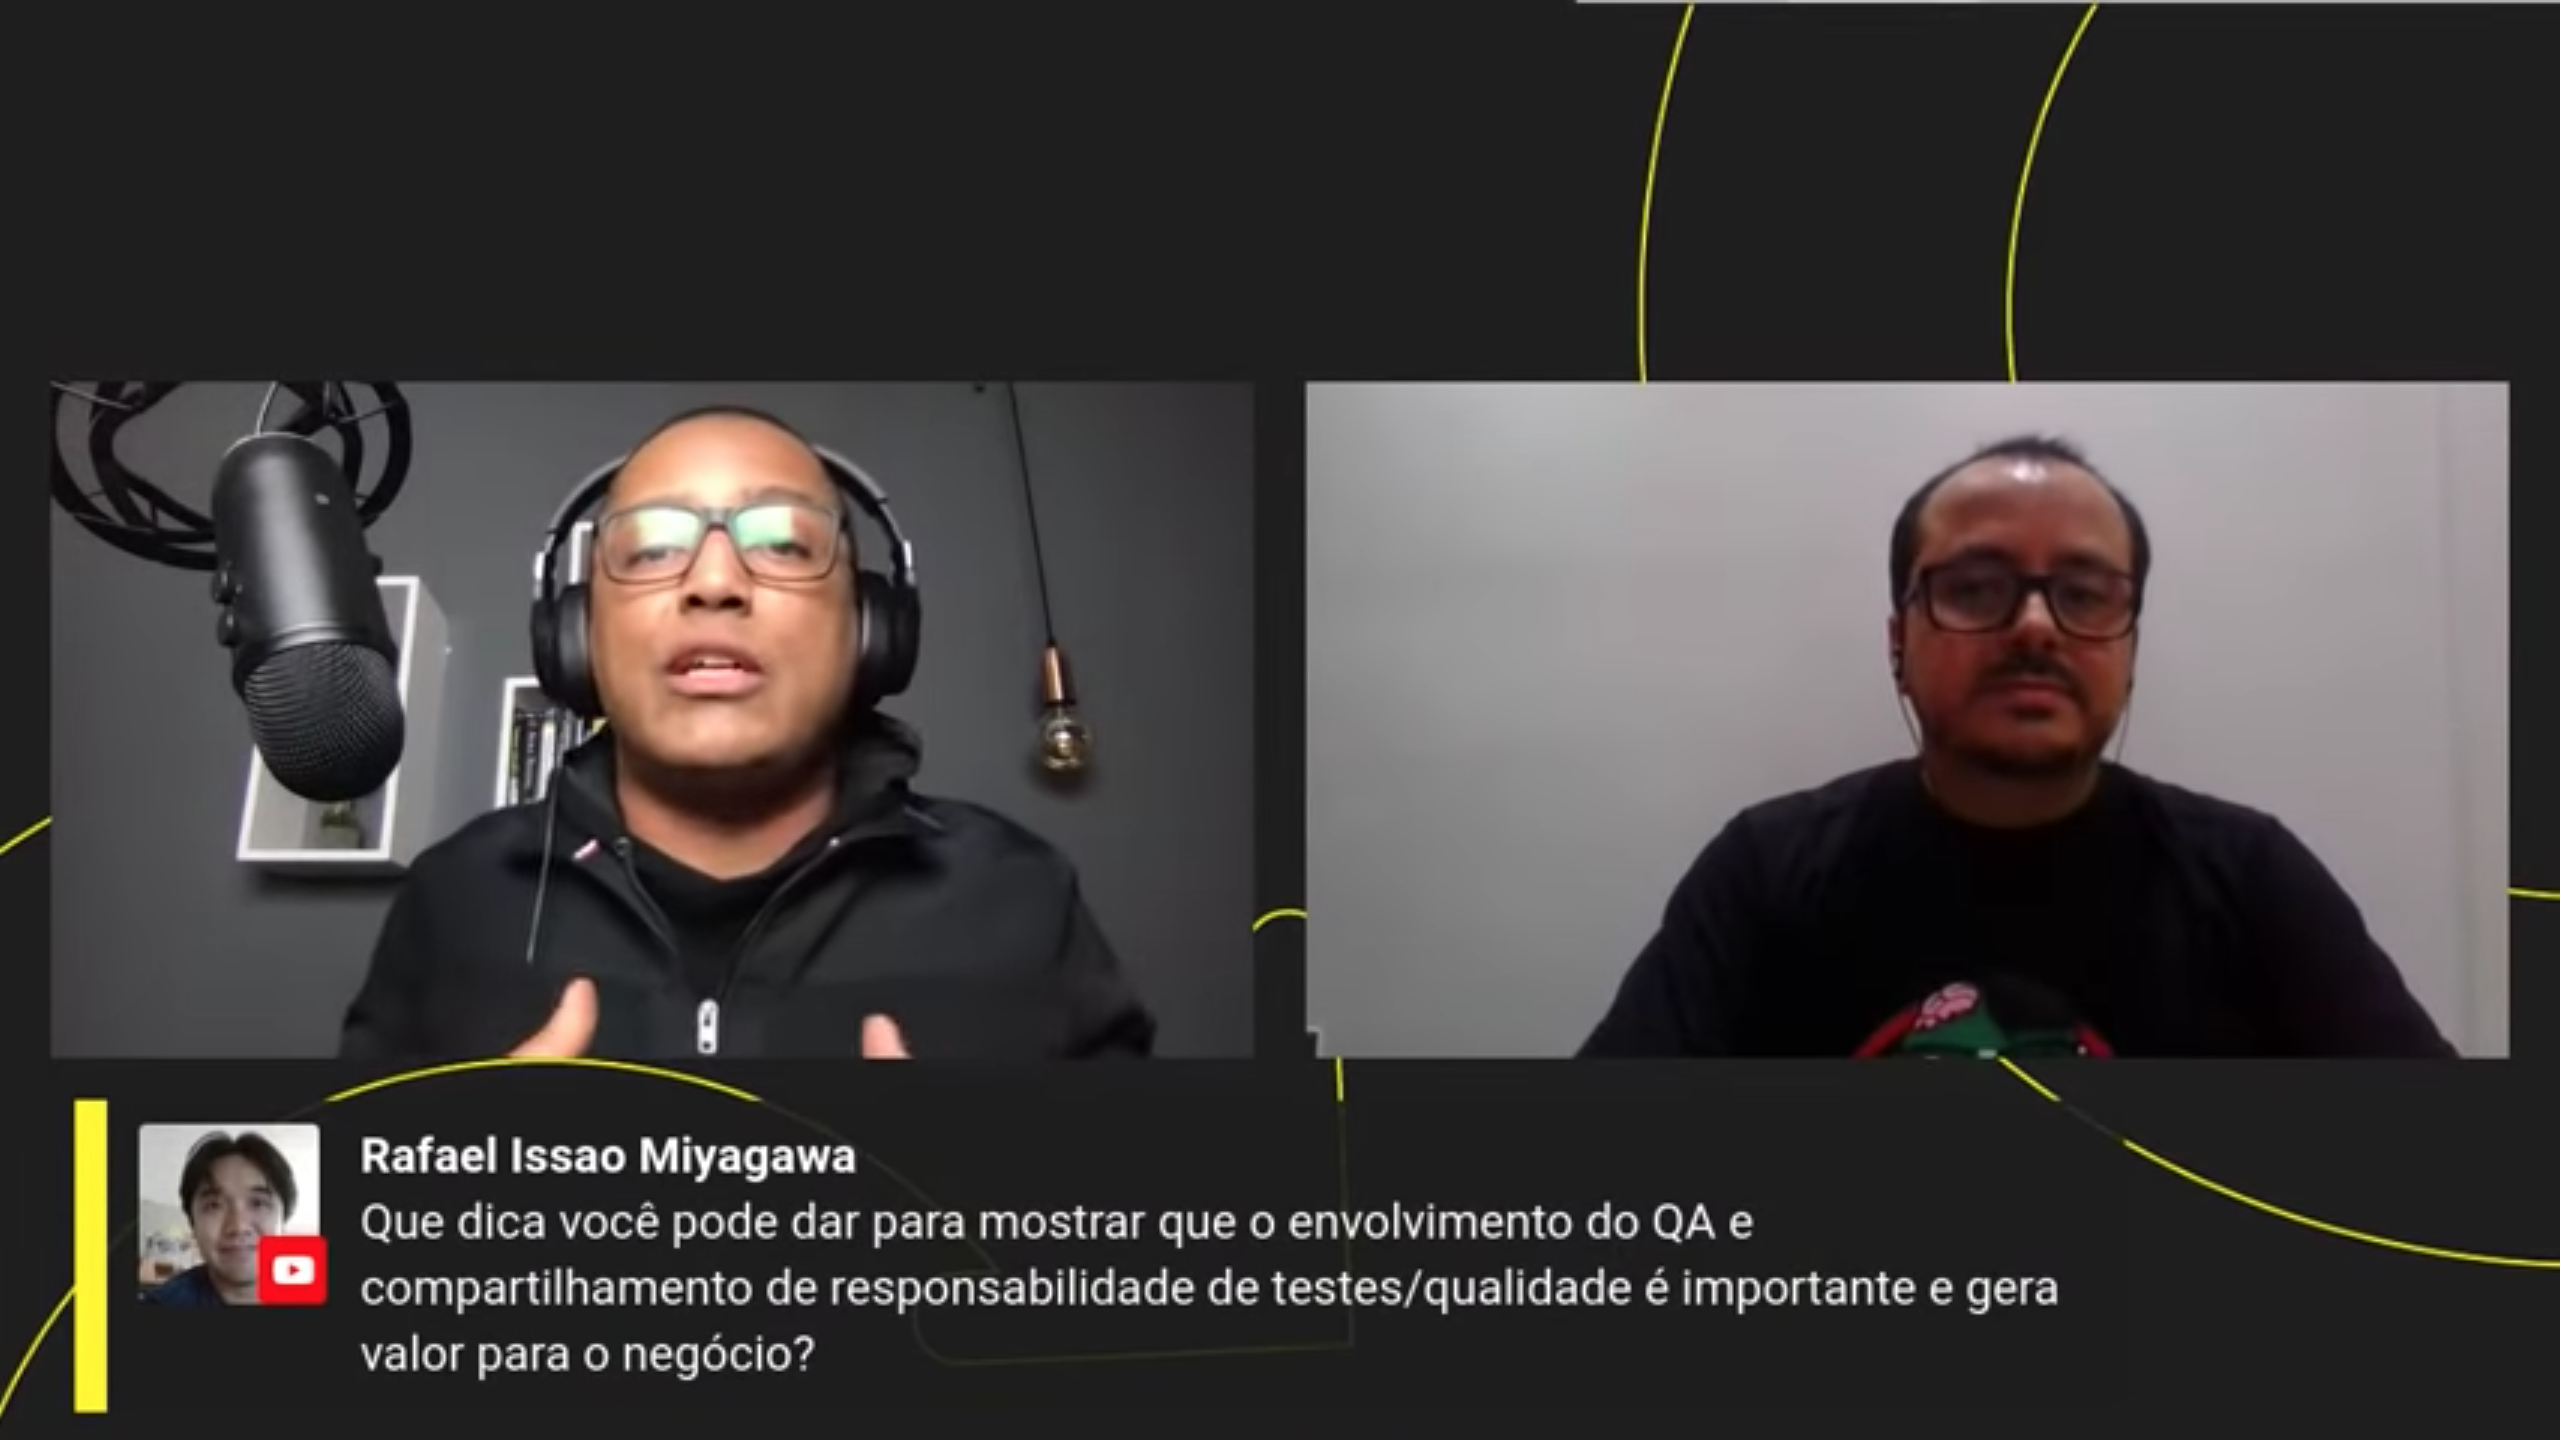 Rafael Issao Miyagawa
Que dica você pode dar para mostrar que o envolvimento do QA e
compartilhamento de responsabilidade de testes/qualidade é importante e gera
valor para o negócio?